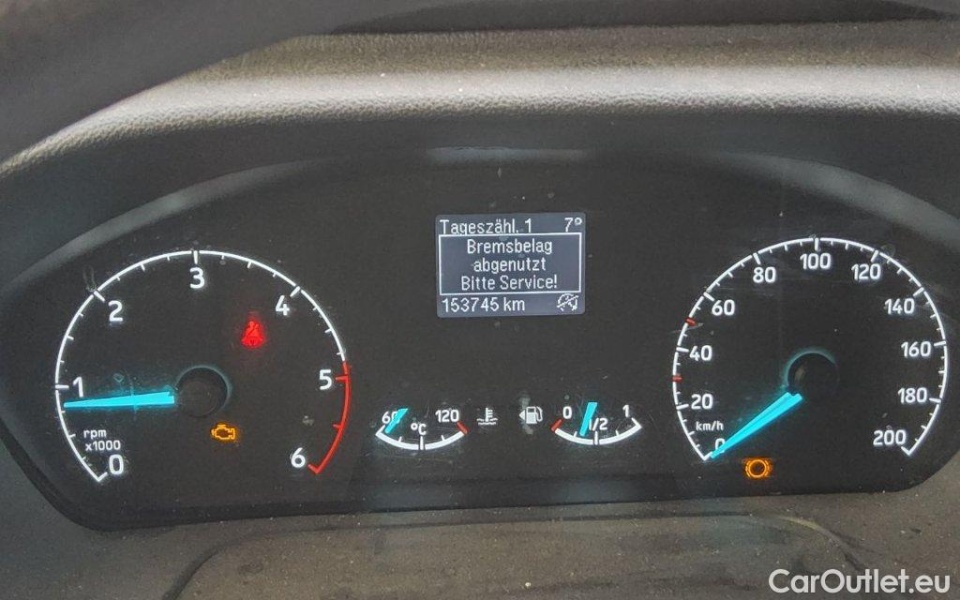 Tageszähl. 1 7°
Bremsbelag
abgenutzt
Bitte Service!
153745 km
0 1 2 3 4 5 6
rpm
x1000
60 120
°C
0 1/2 1
0 20 40 60 80 100 120 140 160 180 200
km/h
CarOutlet.eu